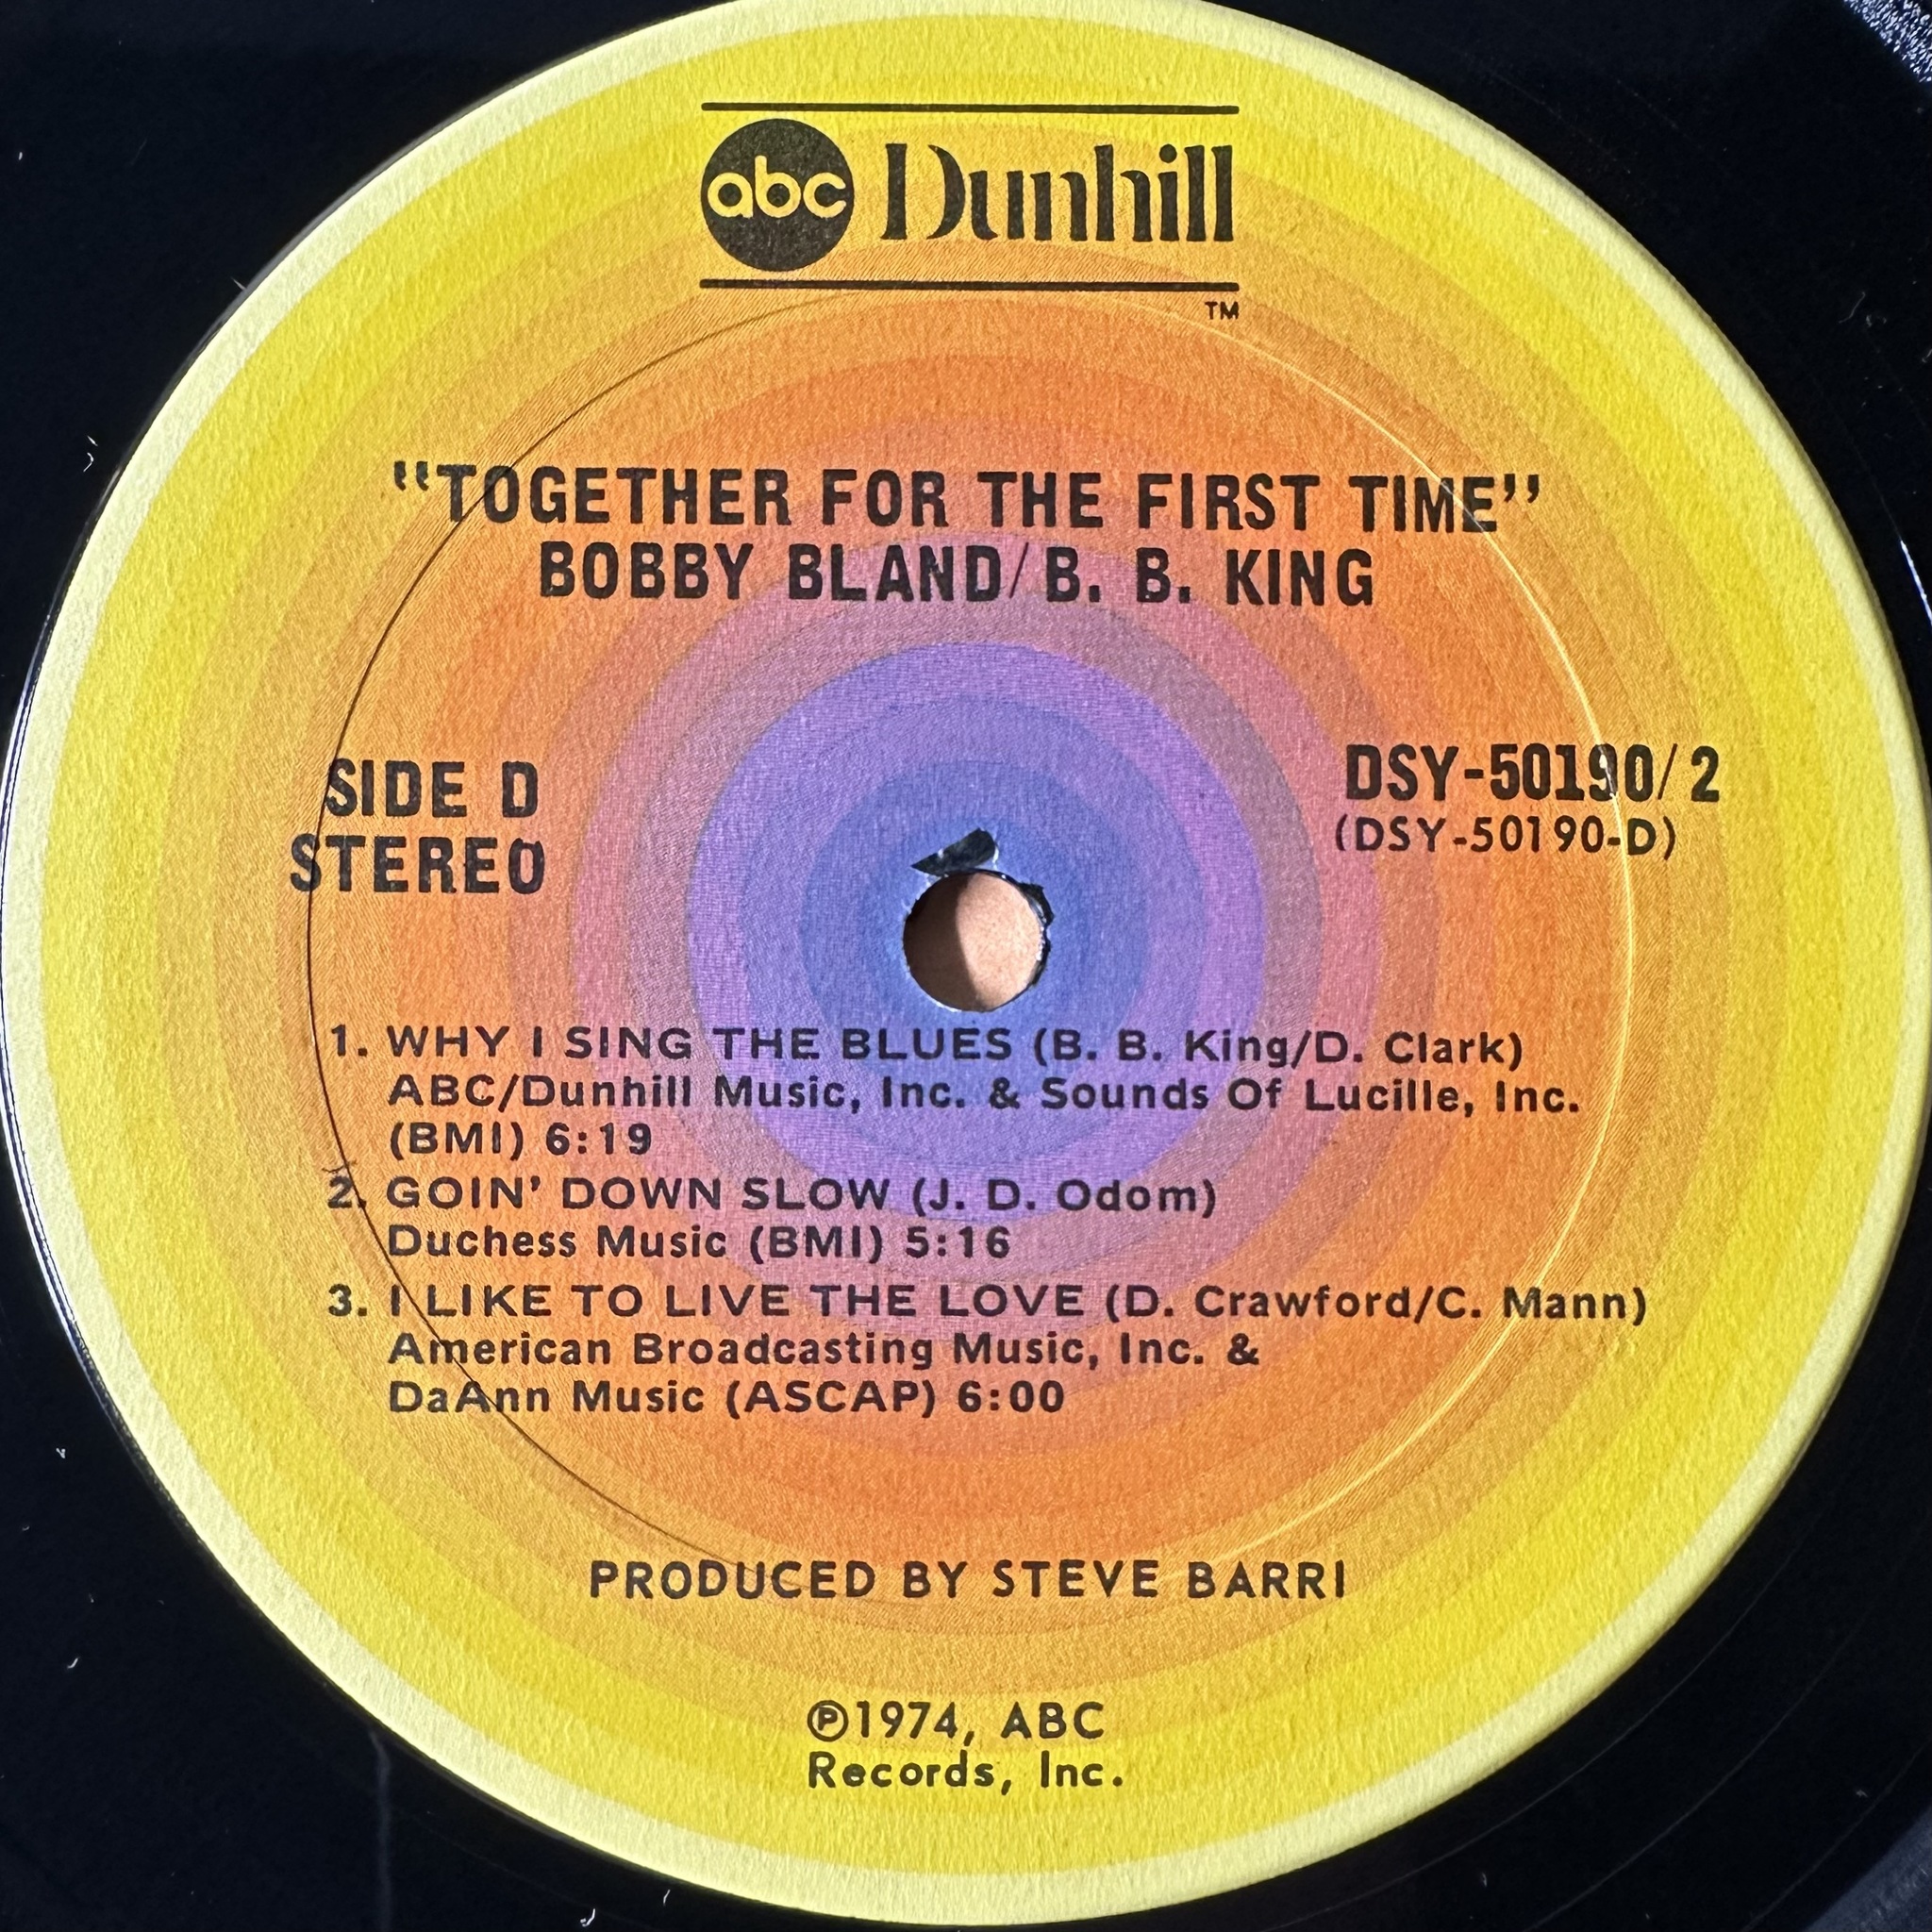 abc Dunhill
TM
"TOGETHER FOR THE FIRST TIME"
BOBBY BLAND/B. B. KING
SIDE D
STEREO
DSY-50190/2
(DSY-50190-D)
1. WHY I SING THE BLUES (B. B. King/D. Clark)
ABC/Dunhill Music, Inc. & Sounds Of Lucille, Inc.
(BMI) 6:19
2. GOIN' DOWN SLOW (J. D. Odom)
Duchess Music (BMI) 5:16
3. I LIKE TO LIVE THE LOVE (D. Crawford/C. Mann)
American Broadcasting Music, Inc. &
DaAnn Music (ASCAP) 6:00
PRODUCED BY STEVE BARRI
℗1974, ABC
Records, Inc.